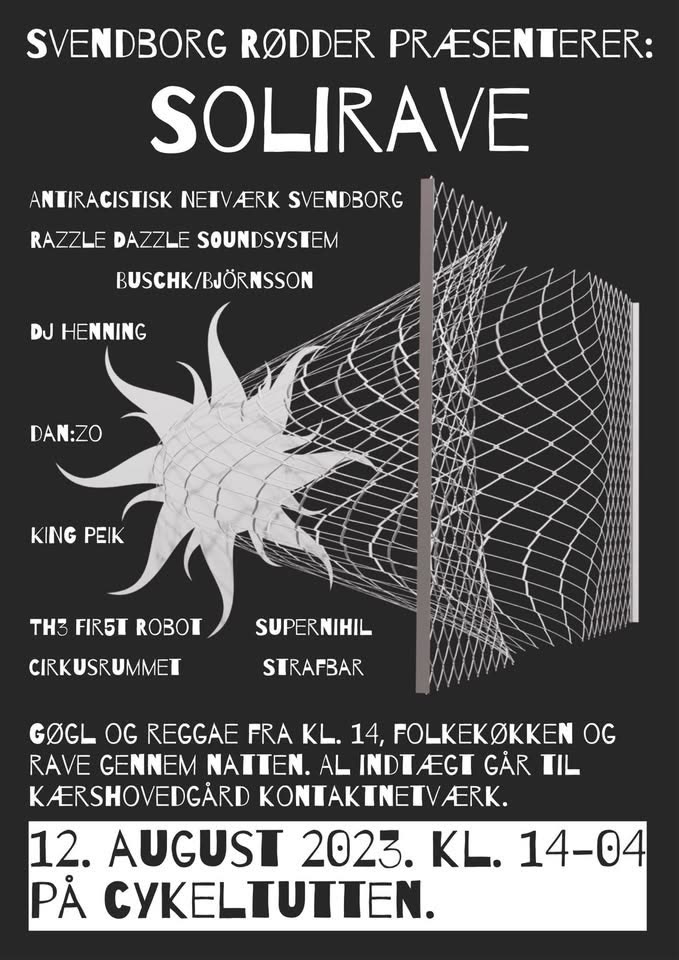 SVENDBORG RØDDER PRÆSENTERER:
SOLIRAVE
ANTIRACISTISK NETVÆRK SVENDBORG
RAZZLE DAZZLE SOUNDSYSTEM
BUSCHK/BJÖRNSSON
DJ HENNING
DAN:ZO
KING PEIK
TH3 FIR5T ROBOT SUPERNIHIL
CIRKUSRUMMET STRAFBAR
GØGL OG REGGAE FRA KL. 14, FOLKEKØKKEN OG
RAVE GENNEM NATTEN. AL INDTÆGT GÅR TIL
KÆRSHOVEDGÅRD KONTAKTNETVÆRK.
12. AUGUST 2023. KL. 14-04
PÅ CYKELTUTTEN.